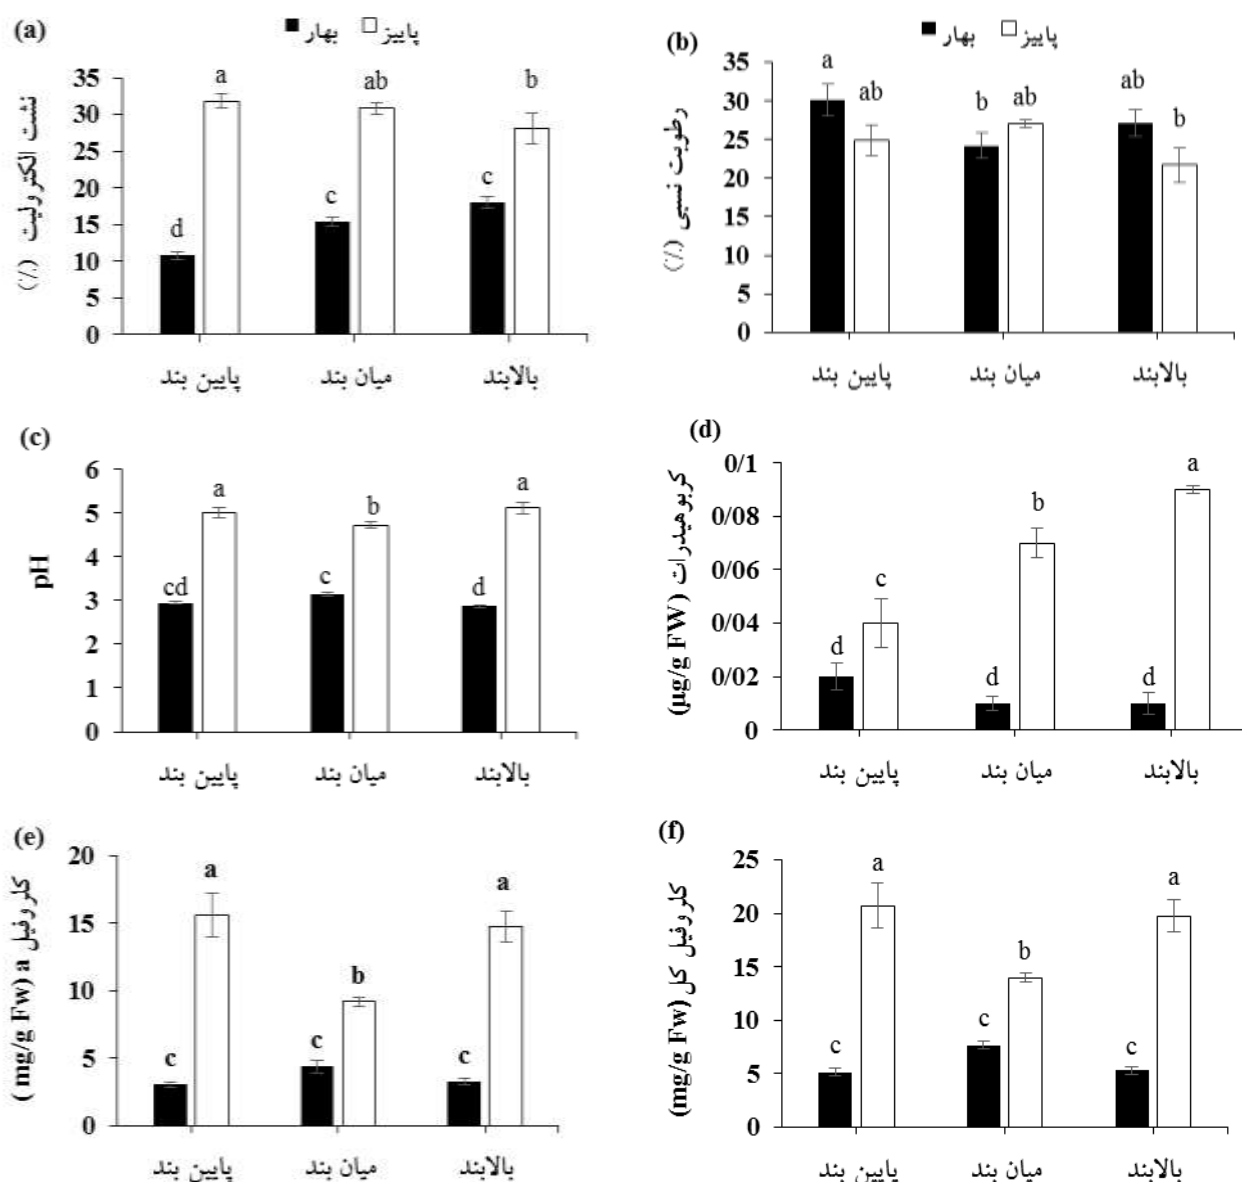 (a)
بهار پاییز
نشت الکترولیت (٪)
35
30
25
20
15
10
5
0
a
ab
b
d
c
c
پایین بند میان بند بالابند
(b)
بهار پاییز
رطوبت نسبی (٪)
35
30
25
20
15
10
5
0
a
ab
b
ab
ab
b
پایین بند میان بند بالابند
(c)
pH
6
5
4
3
2
1
0
cd
a
c
b
d
a
پایین بند میان بند بالابند
(d)
کربوهیدرات (µg/g FW)
0/1
0/08
0/06
0/04
0/02
0
d
c
d
b
d
a
پایین بند میان بند بالابند
(e)
کلروفیل a (mg/g Fw)
20
15
10
5
0
c
a
c
b
c
a
پایین بند میان بند بالابند
(f)
کلروفیل کل (mg/g Fw)
25
20
15
10
5
0
c
a
c
b
c
a
پایین بند میان بند بالابند